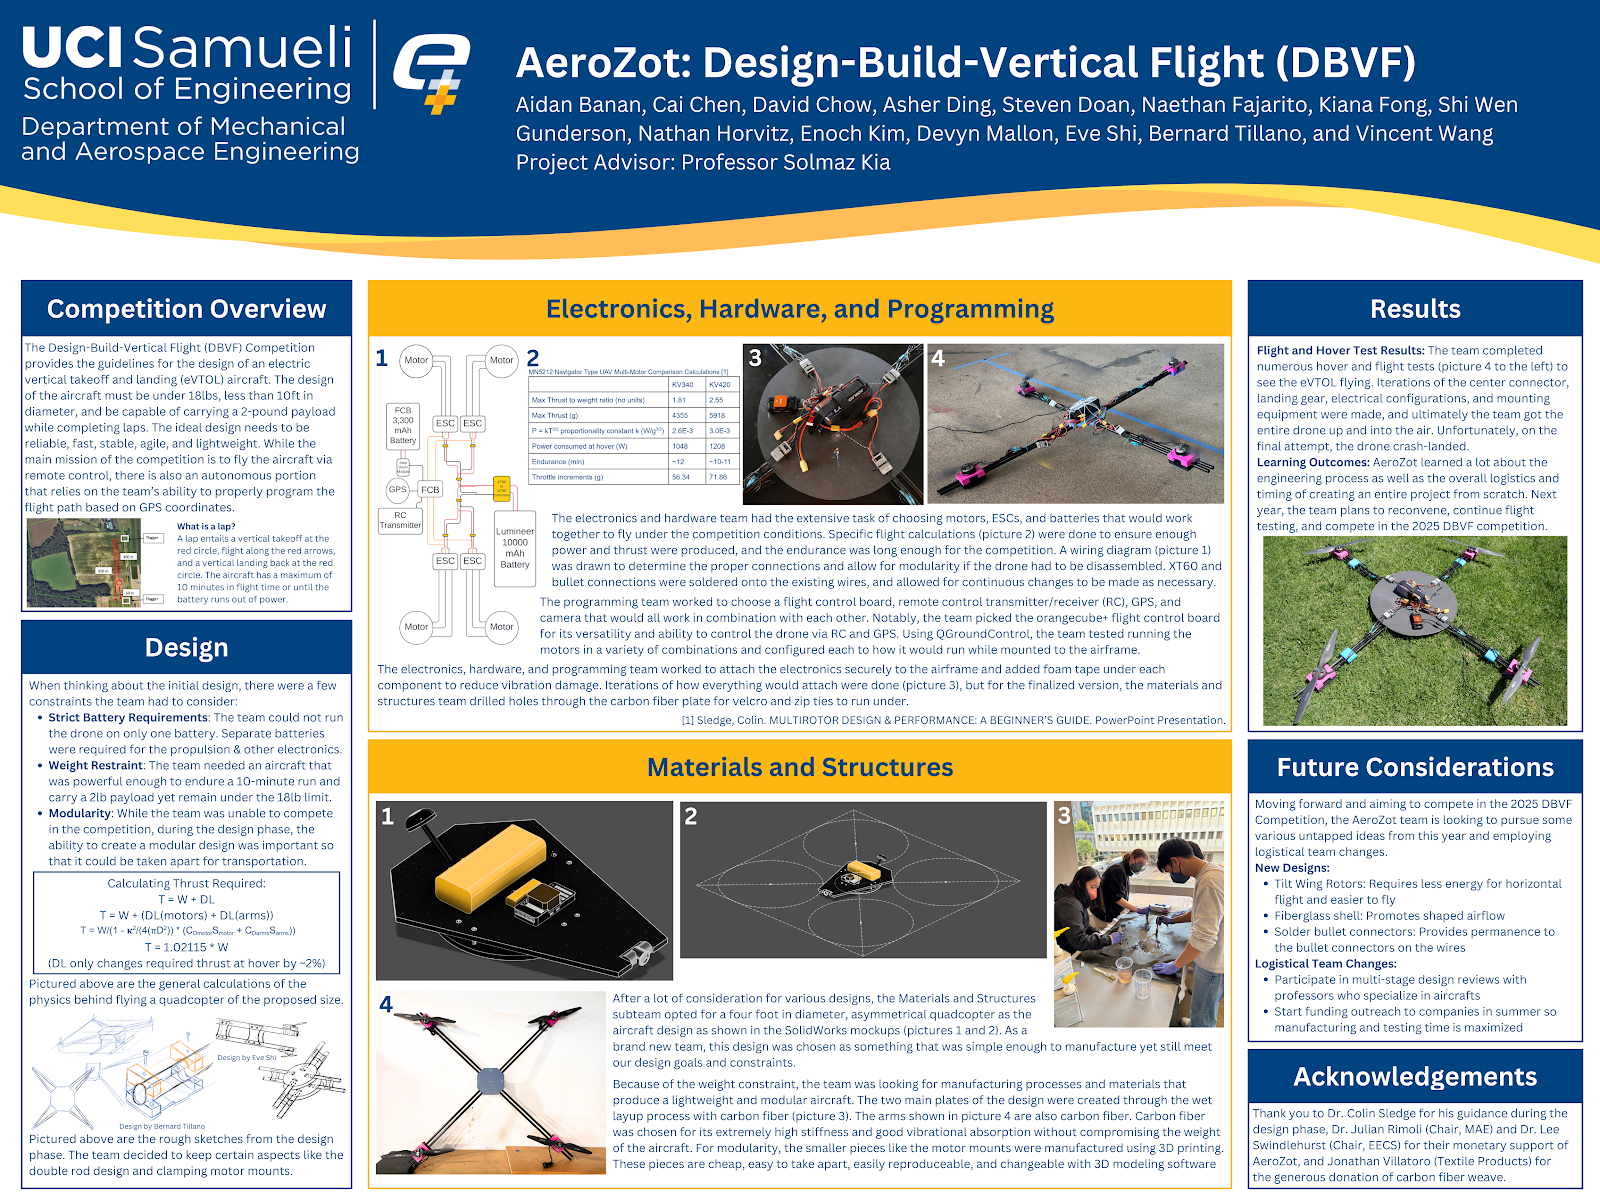 UCI Samueli
School of Engineering
Department of Mechanical
and Aerospace Engineering
AeroZot: Design-Build-Vertical Flight (DBVF)
Aidan Banan, Cai Chen, David Chow, Asher Ding, Steven Doan, Naethan Fajarito, Kiana Fong, Shi Wen
Gunderson, Nathan Horvitz, Enoch Kim, Devyn Mallon, Eve Shi, Bernard Tillano, and Vincent Wang
Project Advisor: Professor Solmaz Kia
Competition Overview
The Design-Build-Vertical Flight (DBVF) Competition
provides the guidelines for the design of an electric
vertical takeoff and landing (eVTOL) aircraft. The design
of the aircraft must be under 18lbs, less than 10ft in
diameter, and be capable of carrying a 2-pound payload
while completing laps. The ideal design needs to be
reliable, fast, stable, agile, and lightweight. While the
main mission of the competition is to fly the aircraft via
remote control, there is also an autonomous portion
that relies on the team's ability to properly program the
flight path based on GPS coordinates.
What is a lap?
A lap entails a vertical takeoff at the
red circle, flight along the red arrows,
and a vertical landing back at the red
circle. The aircraft has a maximum of
10 minutes in flight time or until the
battery runs out of power.
Design
When thinking about the initial design, there were a few
constraints the team had to consider:
• Strict Battery Requirements: The team could not run
the drone on only one battery. Separate batteries
were required for the propulsion & other electronics.
• Weight Restraint: The team needed an aircraft that
was powerful enough to endure a 10-minute run and
carry a 2lb payload yet remain under the 18lb limit.
• Modularity: While the team was unable to compete
in the competition, during the design phase, the
ability to create a modular design was important so
that it could be taken apart for transportation.
Calculating Thrust Required:
T = W + DL
T = W + (DL(motors) + DL(arms))
T = W/(1 - κ²/(4(πD²)) * (C_Dmotor S_motor + C_Darms S_arms))
T = 1.02115 * W
(DL only changes required thrust at hover by ~2%)
Pictured above are the general calculations of the
physics behind flying a quadcopter of the proposed size.
Design by Eve Shi
Design by Bernard Tillano
Pictured above are the rough sketches from the design
phase. The team decided to keep certain aspects like the
double rod design and clamping motor mounts.
Electronics, Hardware, and Programming
1
Motor
Motor
FCB
3,300
mAh
Battery
ESC
ESC
GPS
FCB
RC
Transmitter
Lumineer
10000
mAh
Battery
ESC
ESC
Motor
Motor
2
MN5212 Navigator Type UAV Multi-Motor Comparison Calculations [1]
KV340 KV420
Max Thrust to weight ratio (no units) 1.81 2.55
Max Thrust (g) 4355 5918
P = kT^3/2 proportionality constant k (W/g^3/2) 2.6E-3 3.0E-3
Power consumed at hover (W) 1048 1208
Endurance (min) ~12 ~10-11
Throttle increments (g) 56.34 71.86
3
4
The electronics and hardware team had the extensive task of choosing motors, ESCs, and batteries that would work
together to fly under the competition conditions. Specific flight calculations (picture 2) were done to ensure enough
power and thrust were produced, and the endurance was long enough for the competition. A wiring diagram (picture 1)
was drawn to determine the proper connections and allow for modularity if the drone had to be disassembled. XT60 and
bullet connections were soldered onto the existing wires, and allowed for continuous changes to be made as necessary.
The programming team worked to choose a flight control board, remote control transmitter/receiver (RC), GPS, and
camera that would all work in combination with each other. Notably, the team picked the orangecube+ flight control board
for its versatility and ability to control the drone via RC and GPS. Using QGroundControl, the team tested running the
motors in a variety of combinations and configured each to how it would run while mounted to the airframe.
The electronics, hardware, and programming team worked to attach the electronics securely to the airframe and added foam tape under each
component to reduce vibration damage. Iterations of how everything would attach were done (picture 3), but for the finalized version, the materials and
structures team drilled holes through the carbon fiber plate for velcro and zip ties to run under.
[1] Sledge, Colin. MULTIROTOR DESIGN & PERFORMANCE: A BEGINNER'S GUIDE. PowerPoint Presentation.
Materials and Structures
1
2
3
4
After a lot of consideration for various designs, the Materials and Structures
subteam opted for a four foot in diameter, asymmetrical quadcopter as the
aircraft design as shown in the SolidWorks mockups (pictures 1 and 2). As a
brand new team, this design was chosen as something that was simple enough to manufacture yet still meet
our design goals and constraints.
Because of the weight constraint, the team was looking for manufacturing processes and materials that
produce a lightweight and modular aircraft. The two main plates of the design were created through the wet
layup process with carbon fiber (picture 3). The arms shown in picture 4 are also carbon fiber. Carbon fiber
was chosen for its extremely high stiffness and good vibrational absorption without compromising the weight
of the aircraft. For modularity, the smaller pieces like the motor mounts were manufactured using 3D printing.
These pieces are cheap, easy to take apart, easily reproduceable, and changeable with 3D modeling software
Results
Flight and Hover Test Results: The team completed
numerous hover and flight tests (picture 4 to the left) to
see the eVTOL flying. Iterations of the center connector,
landing gear, electrical configurations, and mounting
equipment were made, and ultimately the team got the
entire drone up and into the air. Unfortunately, on the
final attempt, the drone crash-landed.
Learning Outcomes: AeroZot learned a lot about the
engineering process as well as the overall logistics and
timing of creating an entire project from scratch. Next
year, the team plans to reconvene, continue flight
testing, and compete in the 2025 DBVF competition.
Future Considerations
Moving forward and aiming to compete in the 2025 DBVF
Competition, the AeroZot team is looking to pursue some
various untapped ideas from this year and employing
logistical team changes.
New Designs:
• Tilt Wing Rotors: Requires less energy for horizontal
flight and easier to fly
• Fiberglass shell: Promotes shaped airflow
• Solder bullet connectors: Provides permanence to
the bullet connectors on the wires
Logistical Team Changes:
• Participate in multi-stage design reviews with
professors who specialize in aircrafts
• Start funding outreach to companies in summer so
manufacturing and testing time is maximized
Acknowledgements
Thank you to Dr. Colin Sledge for his guidance during the
design phase, Dr. Julian Rimoli (Chair, MAE) and Dr. Lee
Swindlehurst (Chair, EECS) for their monetary support of
AeroZot, and Jonathan Villatoro (Textile Products) for
the generous donation of carbon fiber weave.